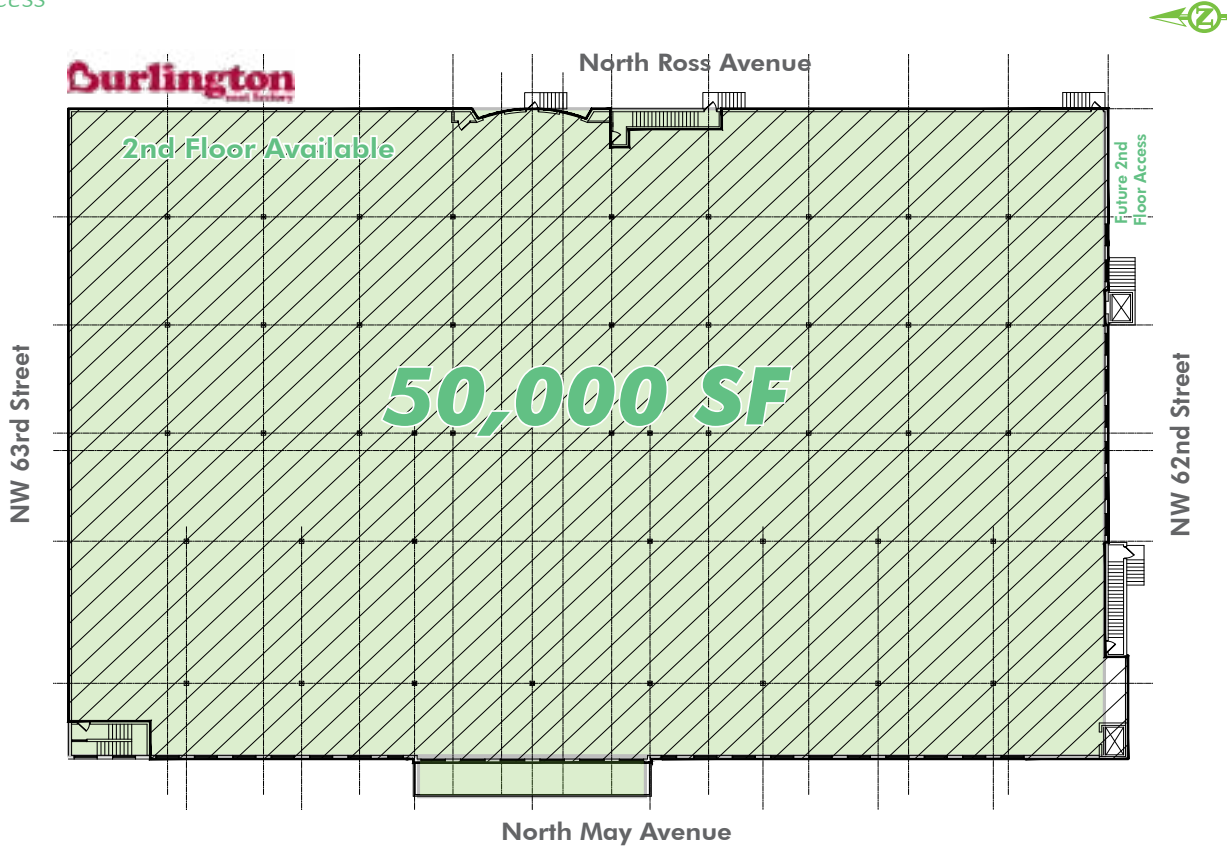 CESS
Z
North Ross Avenue
Burlington
coat factory
2nd Floor Available
Future 2nd
Floor Access
50,000 SF
NW 63rd Street
NW 62nd Street
North May Avenue